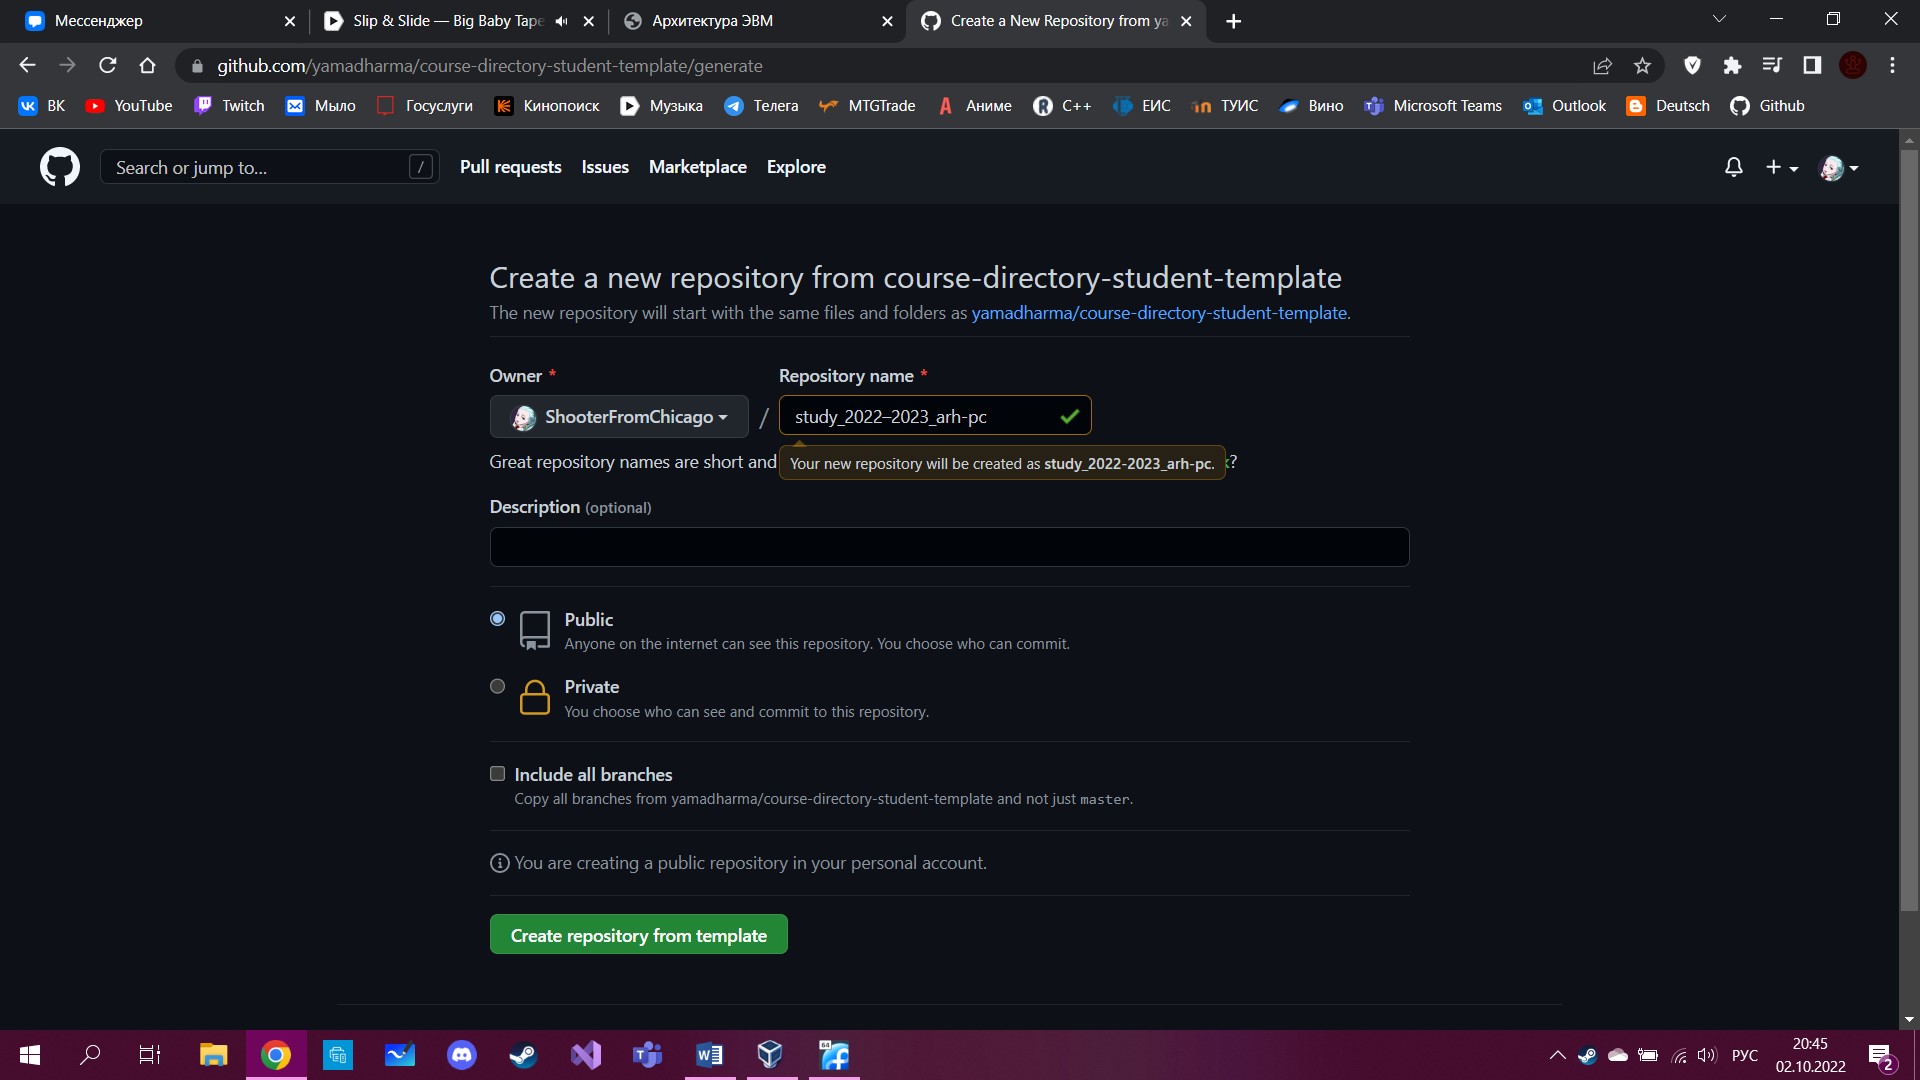 Мессенджер
Slip & Slide — Big Baby Tape
Архитектура ЭВМ
Create a New Repository from ya
github.com/yamadharma/course-directory-student-template/generate
ВК YouTube Twitch Мыло Госуслуги Кинопоиск Музыка Телега MTGTrade Аниме C++ ЕИС ТУИС Вино Microsoft Teams Outlook Deutsch Github
Search or jump to... /
Pull requests Issues Marketplace Explore
Create a new repository from course-directory-student-template
The new repository will start with the same files and folders as yamadharma/course-directory-student-template.
Owner * Repository name *
ShooterFromChicago / study_2022–2023_arh-pc
Great repository names are short and ?
Your new repository will be created as study_2022-2023_arh-pc.
Description (optional)
Public
Anyone on the internet can see this repository. You choose who can commit.
Private
You choose who can see and commit to this repository.
Include all branches
Copy all branches from yamadharma/course-directory-student-template and not just master.
You are creating a public repository in your personal account.
Create repository from template
РУС
20:45
02.10.2022
2